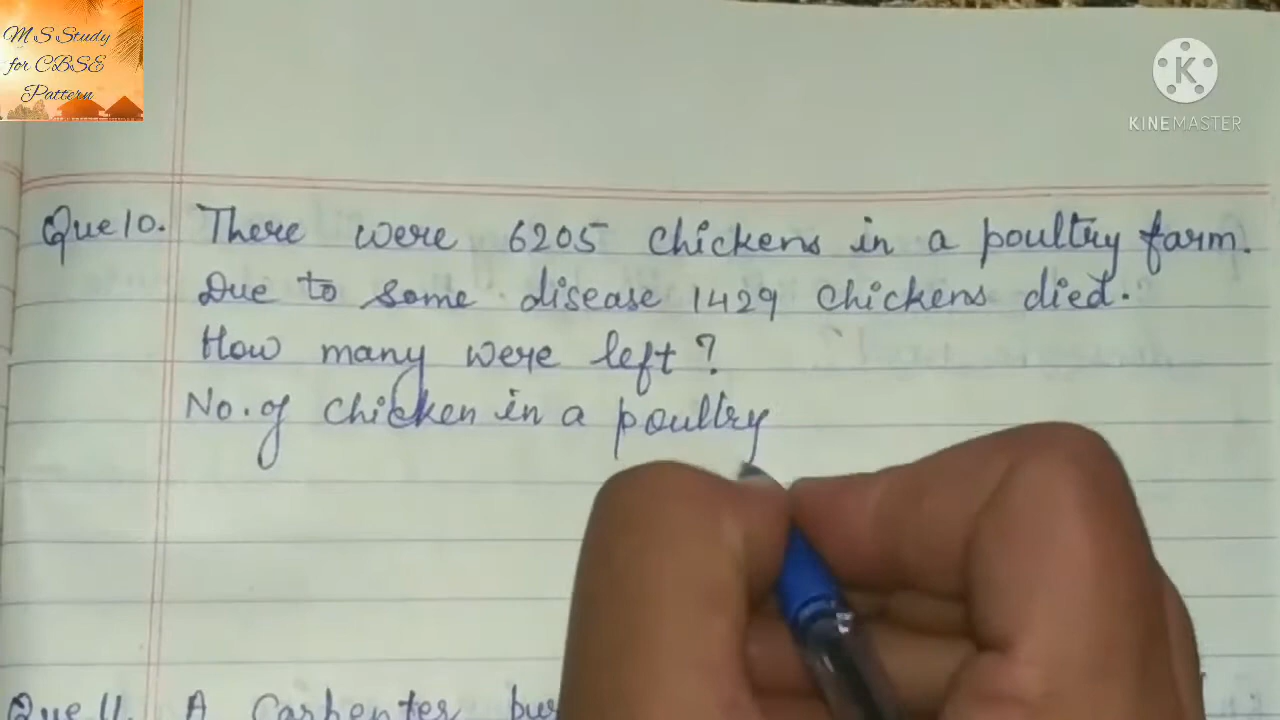 M S Study
for CBSE
Pattern
KINEMASTER
Que 10. There were 6205 chickens in a poultry farm.
Due to some disease 1429 chickens died.
How many were left?
No. of chicken in a poultry
Que 11. A Carpenter